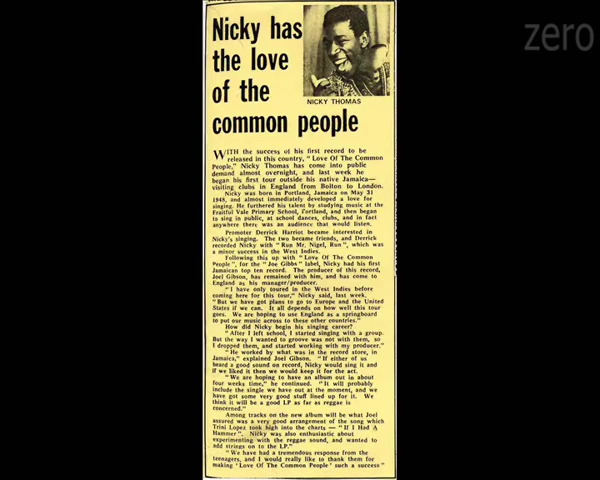 zero
Nicky has
the love
of the
common people
NICKY THOMAS
WITH the success of his first record to be
released in this country, " Love Of The Common
People," Nicky Thomas has come into public
demand almost overnight, and last week he
began his first tour outside his native Jamaica—
visiting clubs in England from Bolton to London.
Nicky was born in Portland, Jamaica on May 31
1948, and almost immediately developed a love for
singing. He furthered his talent by studying music at the
Fraitful Vale Primary School, Portland, and then began
to sing in public, at school dances, clubs, and in fact
anywhere there was an audience that would listen.
Promoter Derrick Harriot became interested in
Nicky's singing. The two became friends, and Derrick
recorded Nicky with " Run Mr. Nigel, Run ", which was
a minor success in the West Indies.
Following this up with " Love Of The Common
People ", for the " Joe Gibbs " label, Nicky had his first
Jamaican top ten record. The producer of this record,
Joel Gibson, has remained with him, and has come to
England as his manager/producer.
" I have only toured in the West Indies before
coming here for this tour," Nicky said, last week.
" But we have got plans to go to Europe and the United
States if we can. It all depends on how well this tour
goes. We are hoping to use England as a springboard
to put our music across to these other countries."
How did Nicky begin his singing career?
" After I left school, I started singing with a group.
But the way I wanted to groove was not with them, so
I dropped them, and started working with my producer."
" He worked by what was in the record store, in
Jamaica," explained Joel Gibson. " If either of us
heard a good sound on record, Nicky would sing it and
if we liked it then we would keep it for the act.
" We are hoping to have an album out in about
four weeks time," he continued. " It will probably
include the single we have out at the moment, and we
have got some very good stuff lined up for it. We
think it will be a good LP as far as reggae is
concerned."
Among tracks on the new album will be what Joel
assured was a very good arrangement of the song which
Trini Lopez took high into the charts, — " If I Had A
Hammer ". Nicky was also enthusiastic about
experimenting with the reggae sound, and wanted to
add strings on to the LP."
" We have had a tremendous response from the
teenagers, and I would really like to thank them for
making ' Love Of The Common People ' such a success "